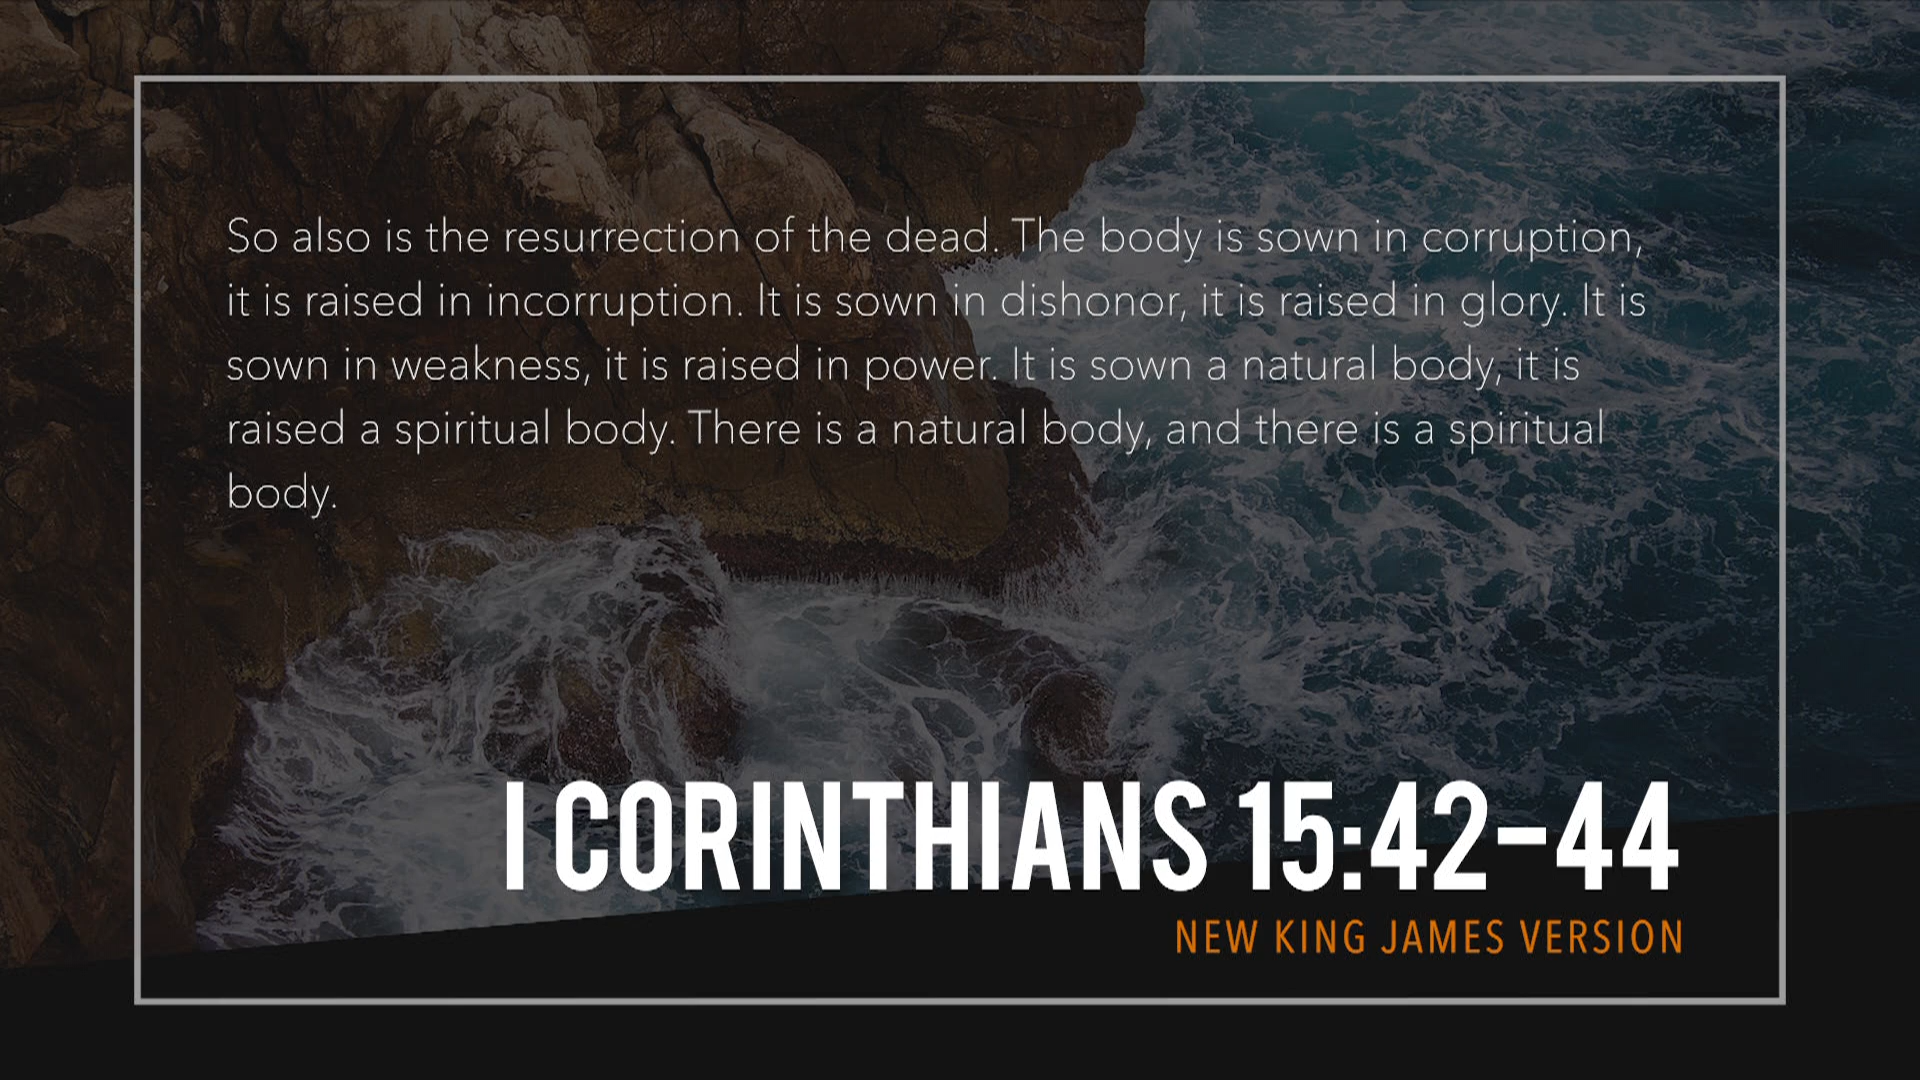 So also is the resurrection of the dead. The body is sown in corruption,
it is raised in incorruption. It is sown in dishonor, it is raised in glory. It is
sown in weakness, it is raised in power. It is sown a natural body, it is
raised a spiritual body. There is a natural body, and there is a spiritual
body.
I CORINTHIANS 15:42–44
NEW KING JAMES VERSION